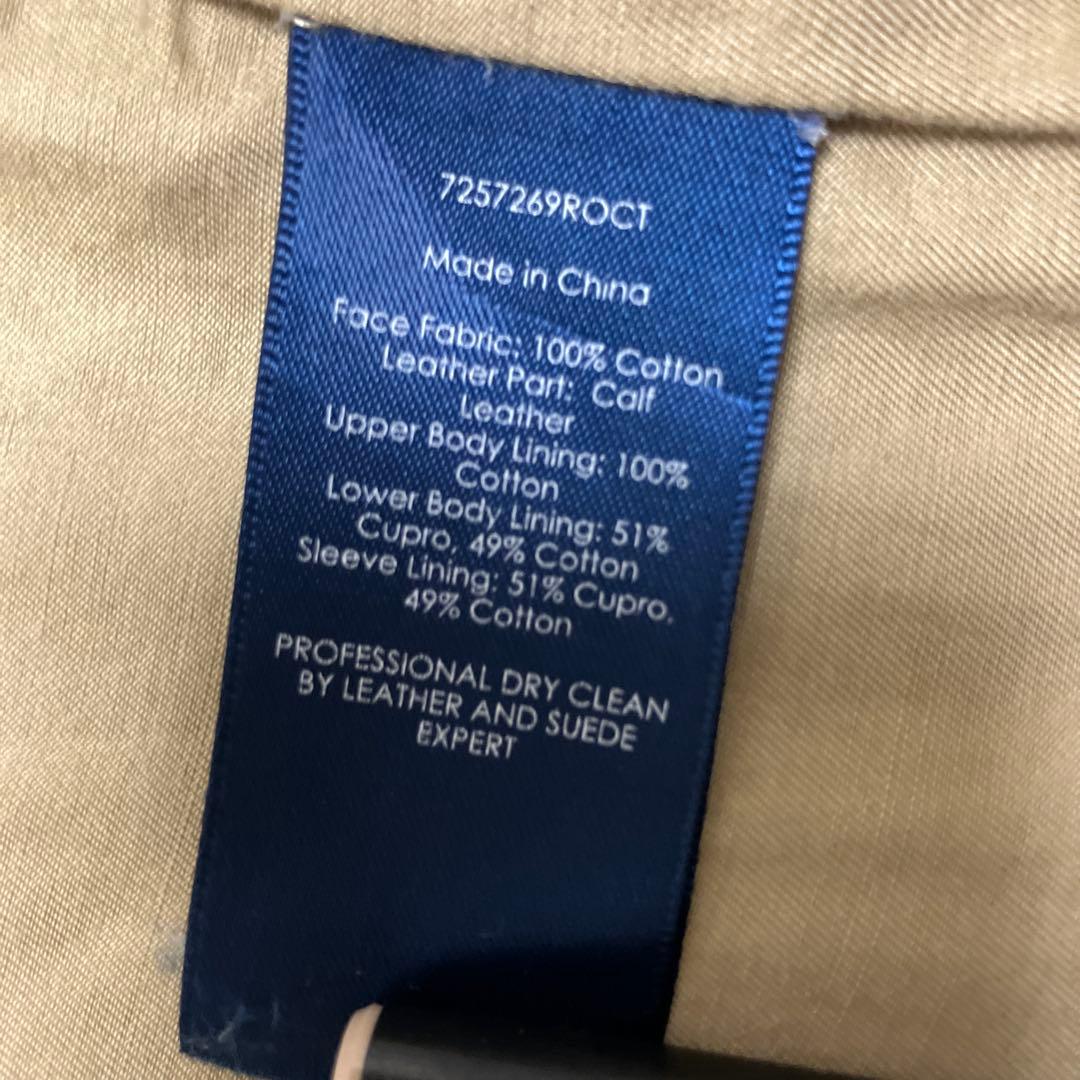 7257269ROCT
Made in China
Face Fabric: 100% Cotton
Leather Part: Calf
Leather
Upper Body Lining: 100%
Cotton
Lower Body Lining: 51%
Cupro, 49% Cotton
Sleeve Lining: 51% Cupro,
49% Cotton
PROFESSIONAL DRY CLEAN
BY LEATHER AND SUEDE
EXPERT